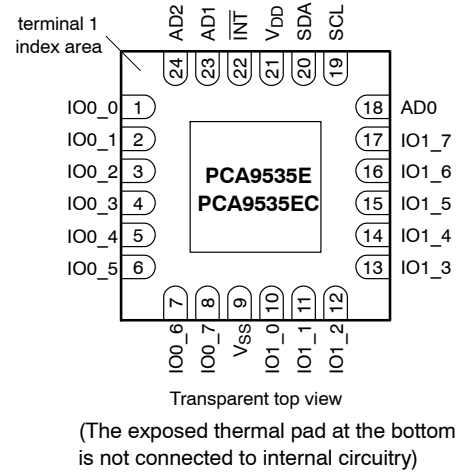 terminal 1
index area
AD2
AD1
INT
VDD
SDA
SCL
24
23
22
21
20
19
IO0_0 1
IO0_1 2
IO0_2 3
IO0_3 4
IO0_4 5
IO0_5 6
PCA9535E
PCA9535EC
18 AD0
17 IO1_7
16 IO1_6
15 IO1_5
14 IO1_4
13 IO1_3
7
8
9
10
11
12
IO0_6
IO0_7
VSS
IO1_0
IO1_1
IO1_2
Transparent top view
(The exposed thermal pad at the bottom
is not connected to internal circuitry)